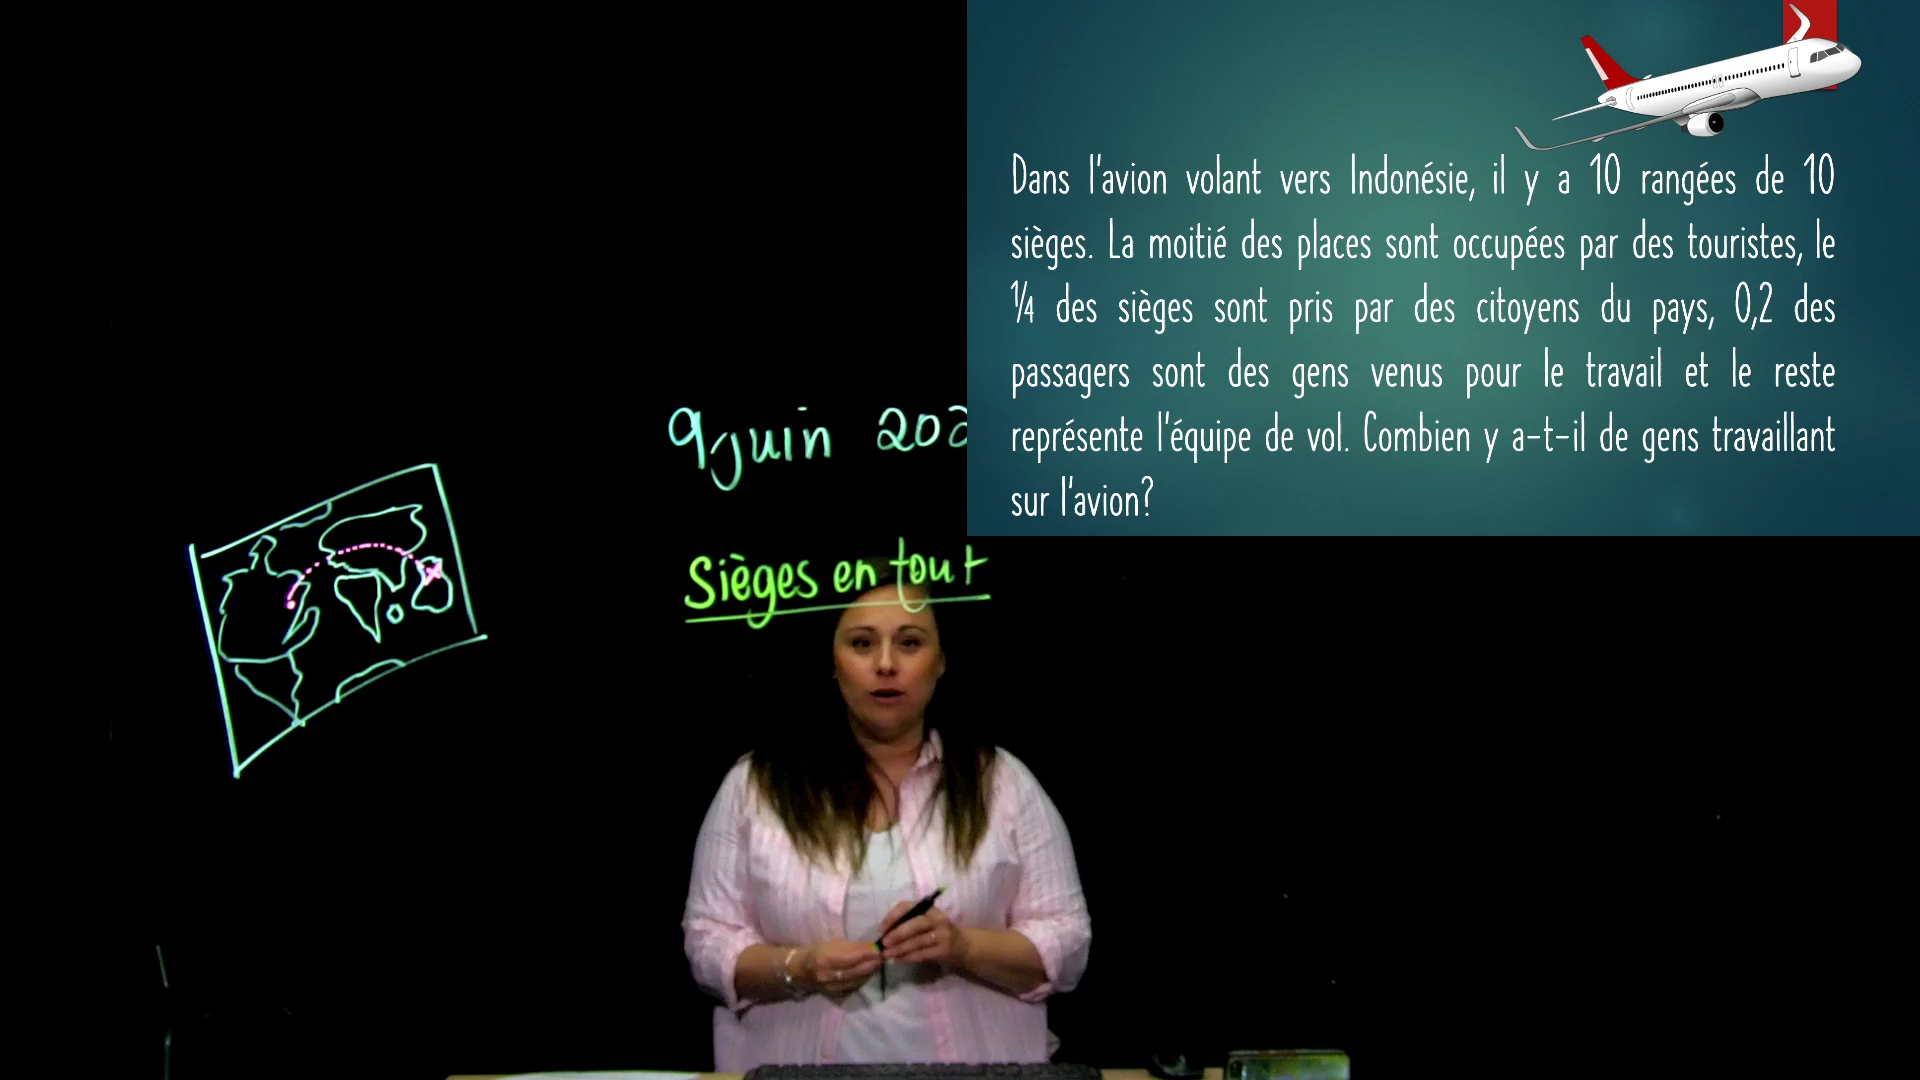 Dans l'avion volant vers Indonésie, il y a 10 rangées de 10
sièges. La moitié des places sont occupées par des touristes, le
¼ des sièges sont pris par des citoyens du pays, 0,2 des
passagers sont des gens venus pour le travail et le reste
représente l'équipe de vol. Combien y a-t-il de gens travaillant
sur l'avion?
9 juin
Sièges en tout